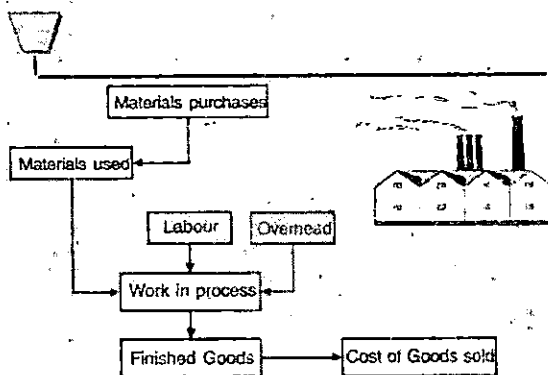 Materials purchases
Materials used
Labour
Overhead
Work in process
Finished Goods
Cost of Goods sold